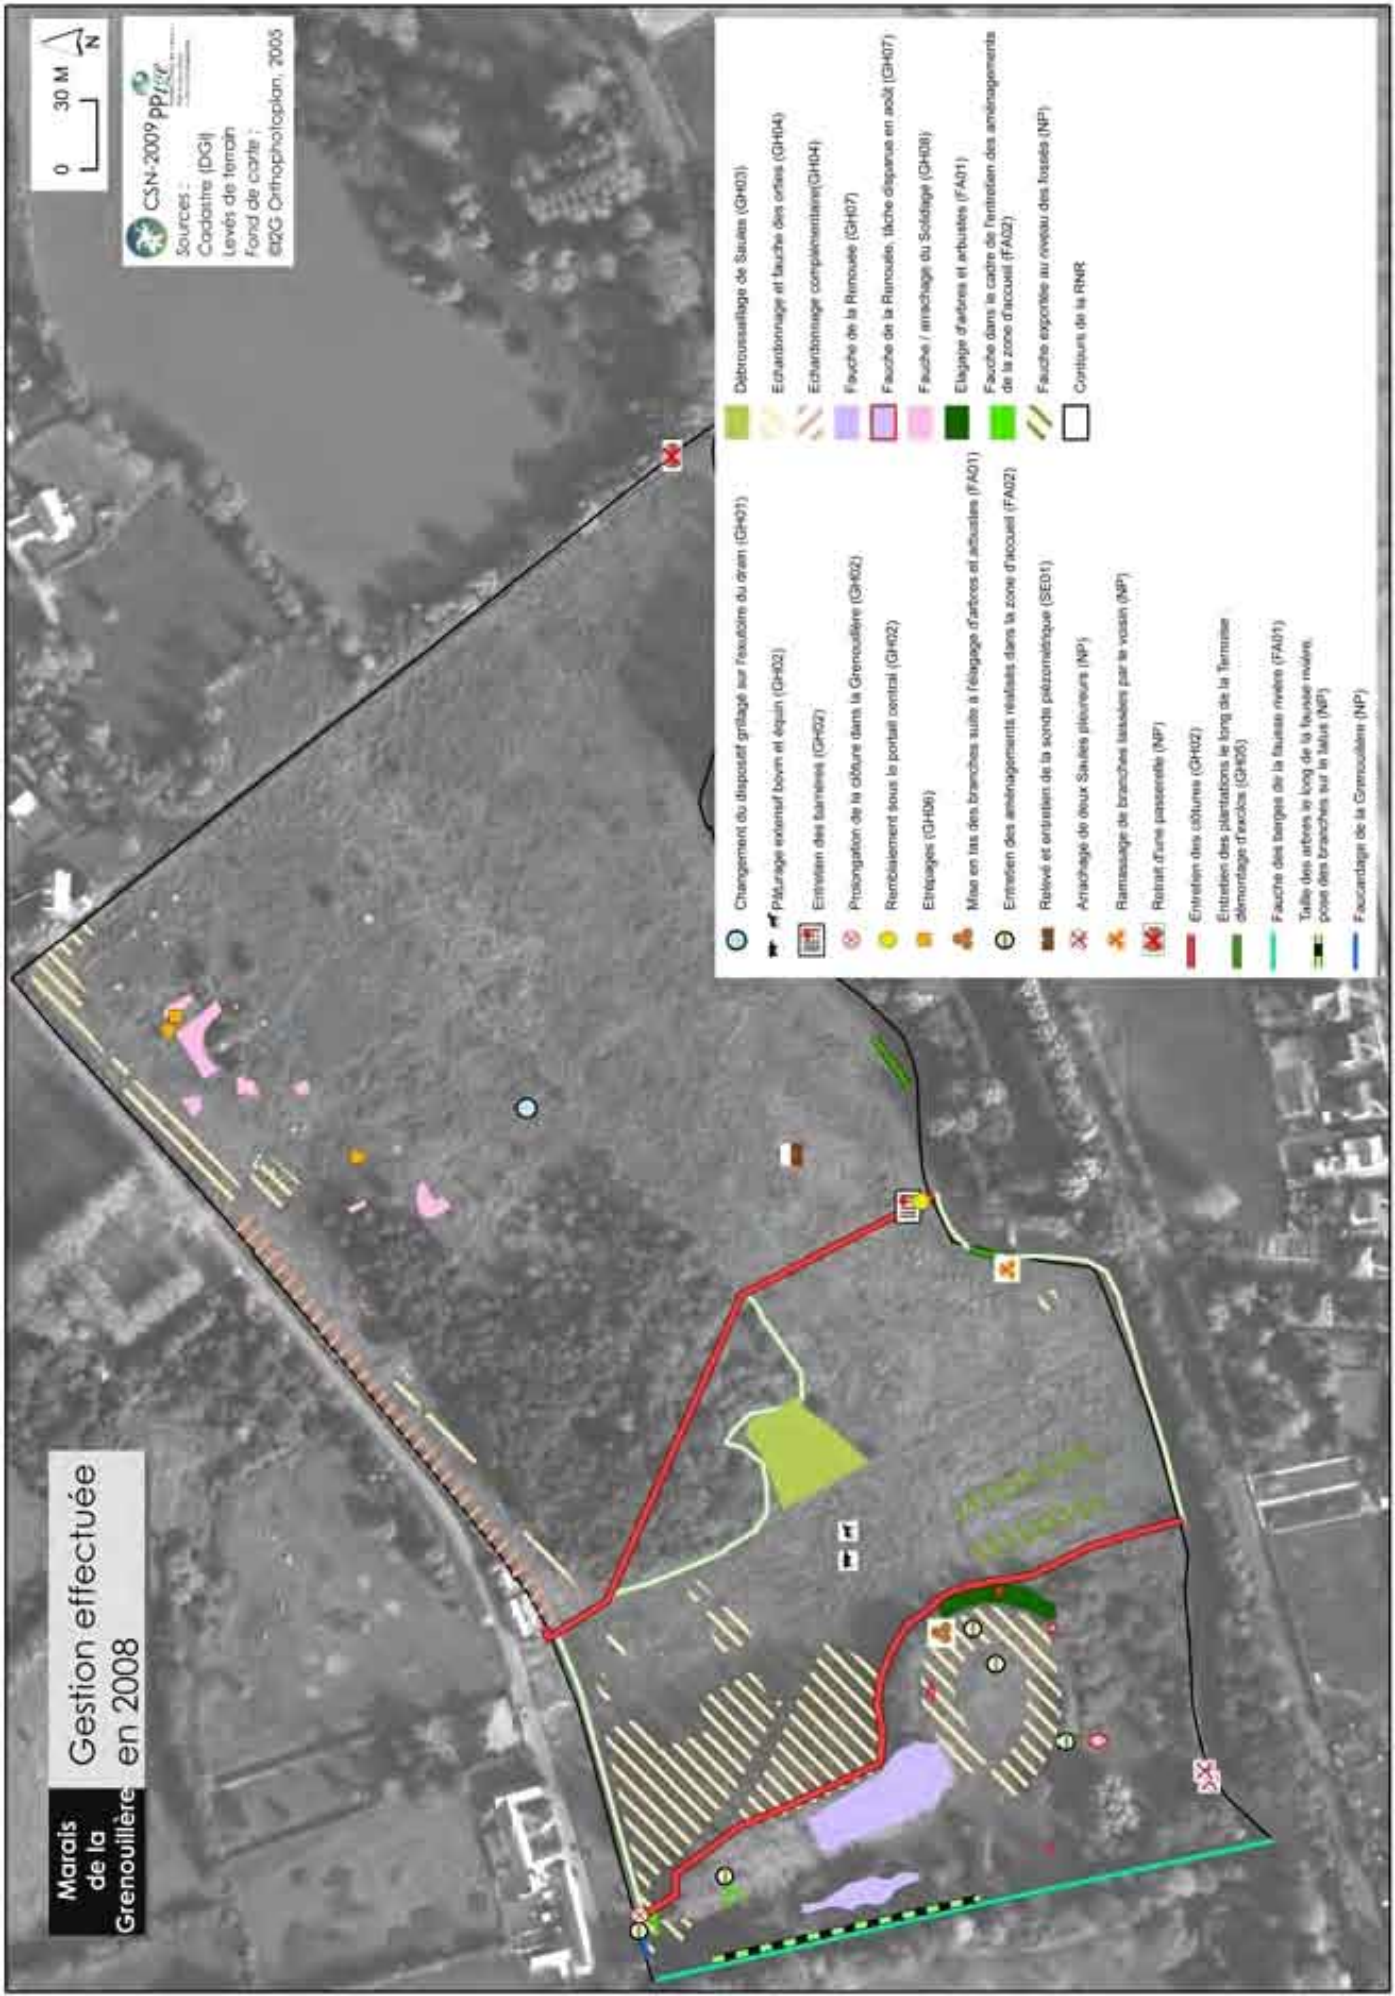 Marais
de la
Grenouillère
Gestion effectuée
en 2008
0 30 M
N
CSN-2009 ppige
Sources :
Cadastre (DGI)
Levés de terrain
Fond de carte :
©I2G Orthophotoplan, 2005
Changement du dispositif grillagé sur l'exutoire du drain (GH01)
Pâturage extensif bovin et équin (GH02)
Entretien des barrières (GH02)
Prolongation de la clôture dans la Grenouillère (GH02)
Remblaiement sous le portail central (GH02)
Etrépages (GH06)
Mise en tas des branches suite à l'élagage d'arbres et arbustes (FA01)
Entretien des aménagements réalisés dans la zone d'accueil (FA02)
Relevé et entretien de la sonde piézométrique (SE01)
Arrachage de deux Saules pleureurs (NP)
Ramassage de branches laissées par le voisin (NP)
Retrait d'une passerelle (NP)
Entretien des clôtures (GH02)
Entretien des plantations le long de la Ternoise :
démontage d'exclos (GH05)
Fauche des berges de la fausse rivière (FA01)
Taille des arbres le long de la fausse rivière,
pose des branches sur le talus (NP)
Faucardage de la Grenouillère (NP)
Débroussaillage de Saules (GH03)
Echardonnage et fauche des orties (GH04)
Echardonnage complémentaire(GH04)
Fauche de la Renouée (GH07)
Fauche de la Renouée, tâche disparue en août (GH07)
Fauche / arrachage du Solidage (GH08)
Elagage d'arbres et arbustes (FA01)
Fauche dans le cadre de l'entretien des aménagements
de la zone d'accueil (FA02)
Fauche exportée au niveau des fossés (NP)
Contours de la RNR